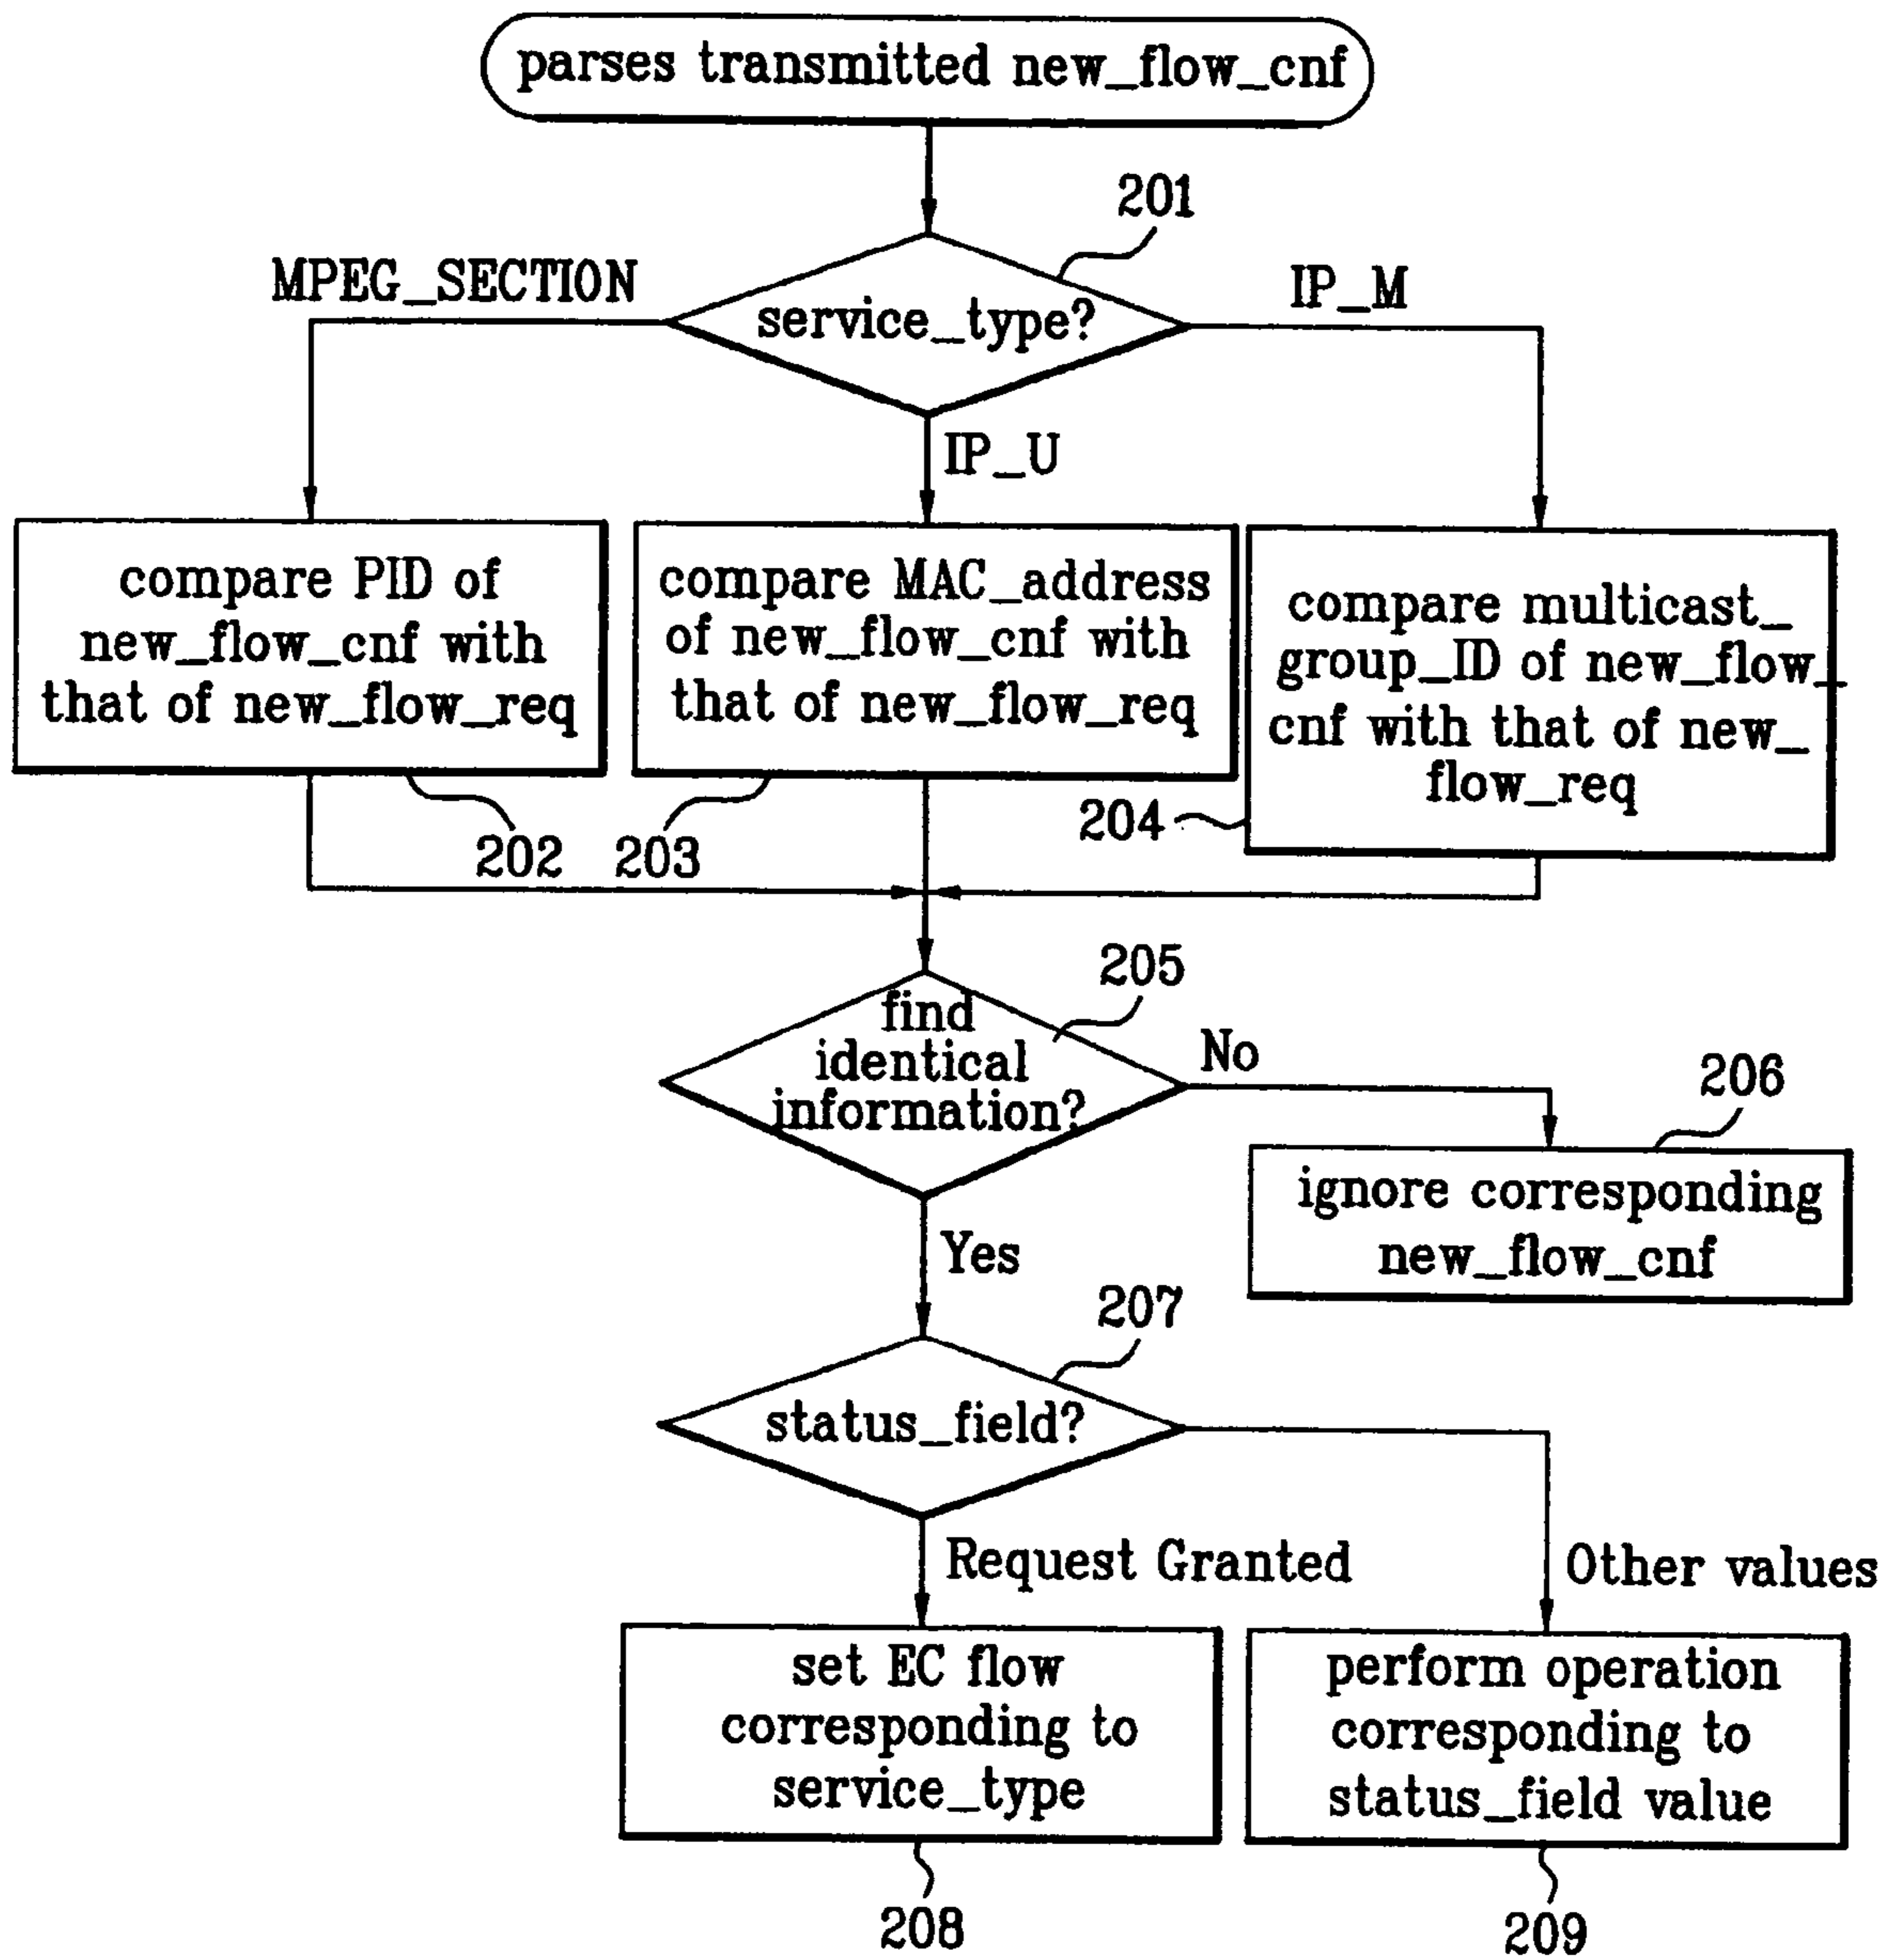 parses transmitted new_flow_cnf
201
MPEG_SECTION
service_type?
IP_M
IP_U
compare PID of
new_flow_cnf with
that of new_flow_req
compare MAC_address
of new_flow_cnf with
that of new_flow_req
compare multicast_
group_ID of new_flow_
cnf with that of new_
flow_req
202
203
204
205
find
identical
information?
No
206
ignore corresponding
new_flow_cnf
Yes
207
status_field?
Request Granted
Other values
set EC flow
corresponding to
service_type
perform operation
corresponding to
status_field value
208
209